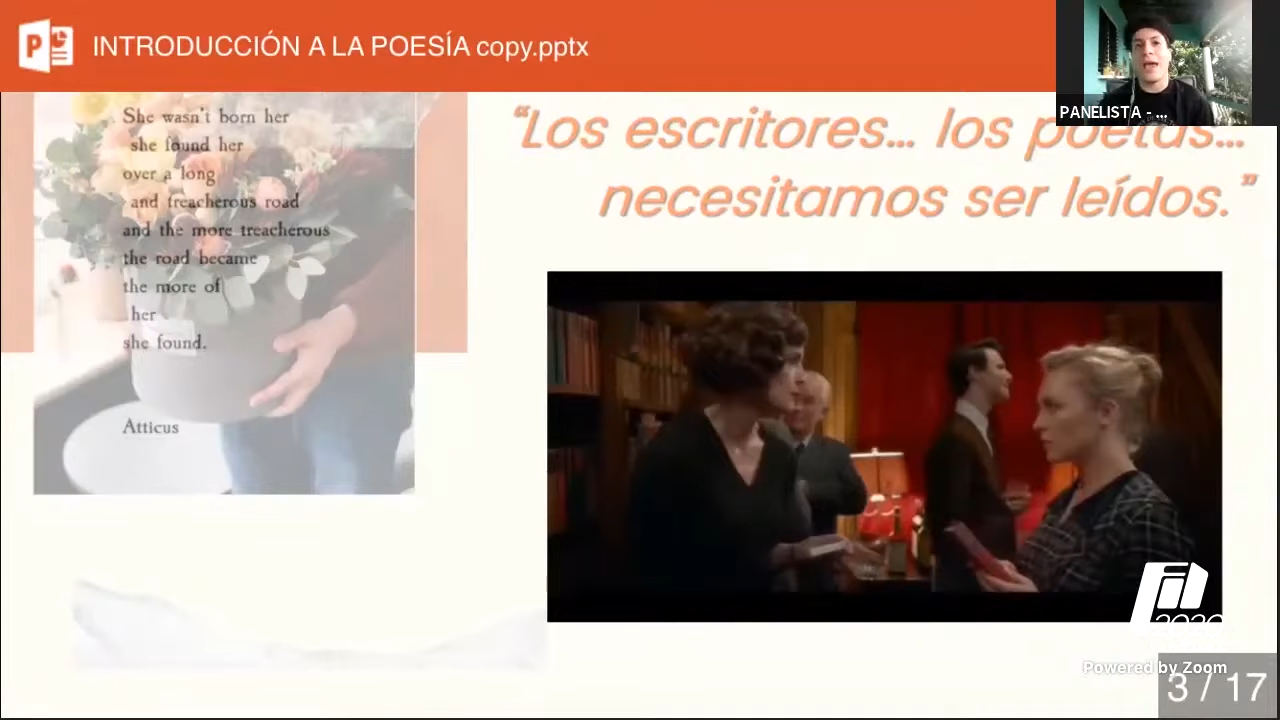 INTRODUCCIÓN A LA POESÍA copy.pptx
PANELISTA - ...
She wasn't born her
she found her
over a long
and treacherous road
and the more treacherous
the road became
the more of
her
she found.
Atticus
“Los escritores... los poetas...
necesitamos ser leídos.”
fil
2020
Powered by Zoom
3 / 17